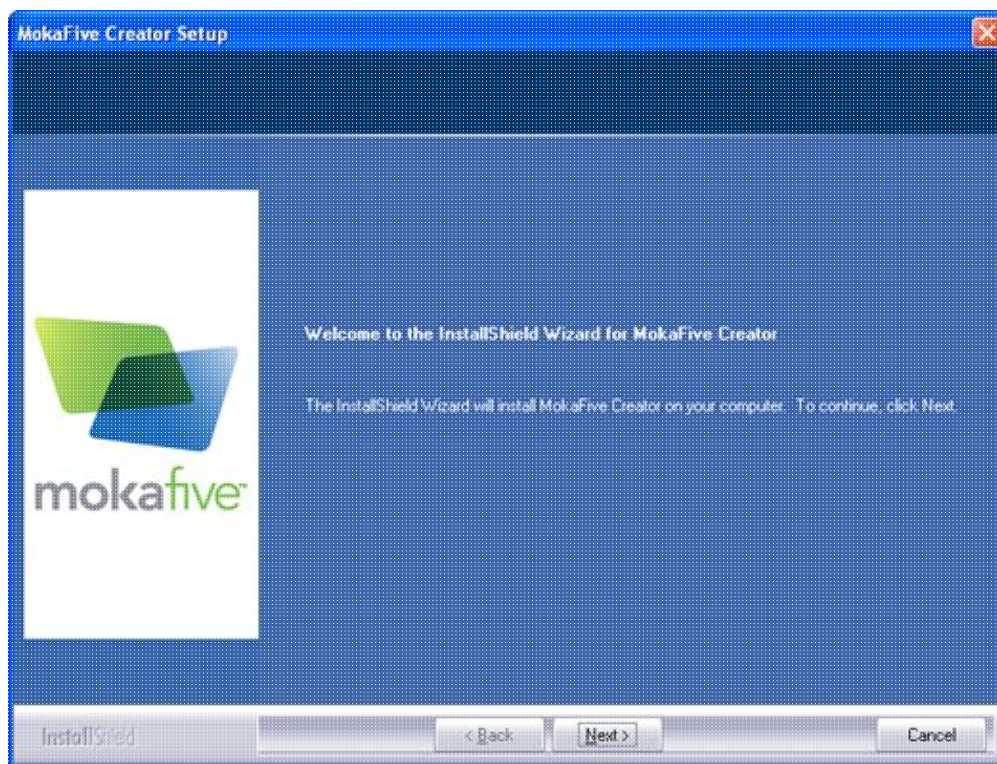 MokaFive Creator Setup
Welcome to the InstallShield Wizard for MokaFive Creator
The InstallShield Wizard will install MokaFive Creator on your computer. To continue, click Next.
mokafive™
InstallShield
< Back
Next >
Cancel